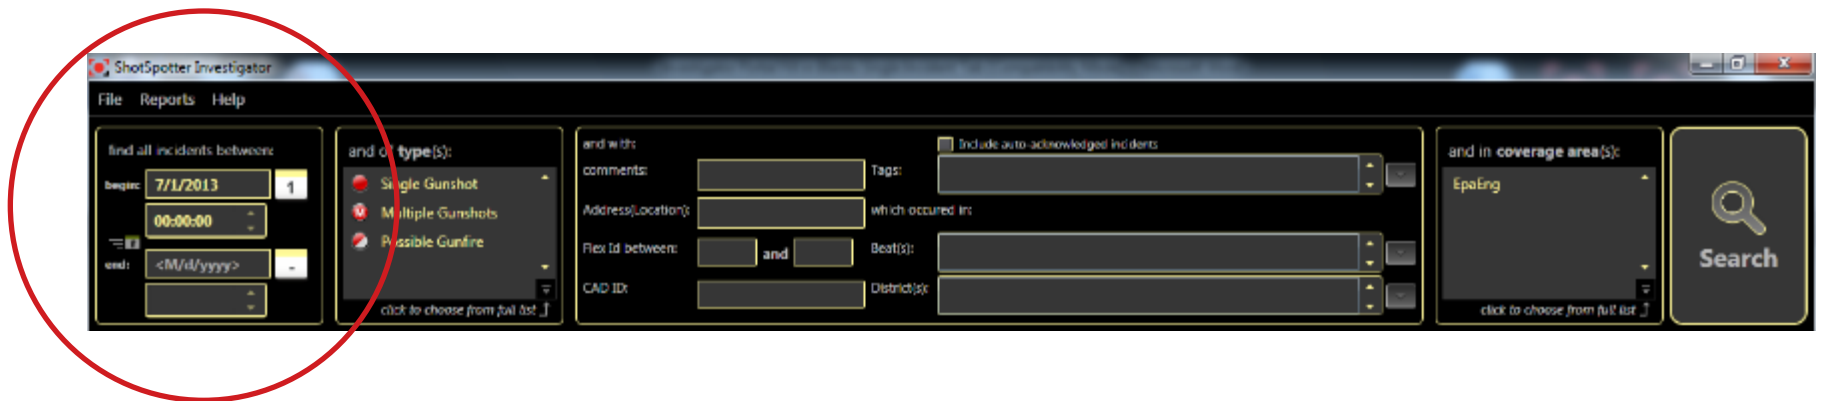 ShotSpotter Investigator
File Reports Help
find all incidents between:
begin: 7/1/2013 1
00:00:00
end: <M/d/yyyy> -
and of type(s):
Single Gunshot
M Multiple Gunshots
Possible Gunfire
click to choose from full list
and with:
Include auto-acknowledged incidents
comments:
Tags:
Address(Location):
which occured in:
Flex Id between: and
Beat(s):
CAD ID:
District(s):
and in coverage area(s):
EpaEng
click to choose from full list
Search